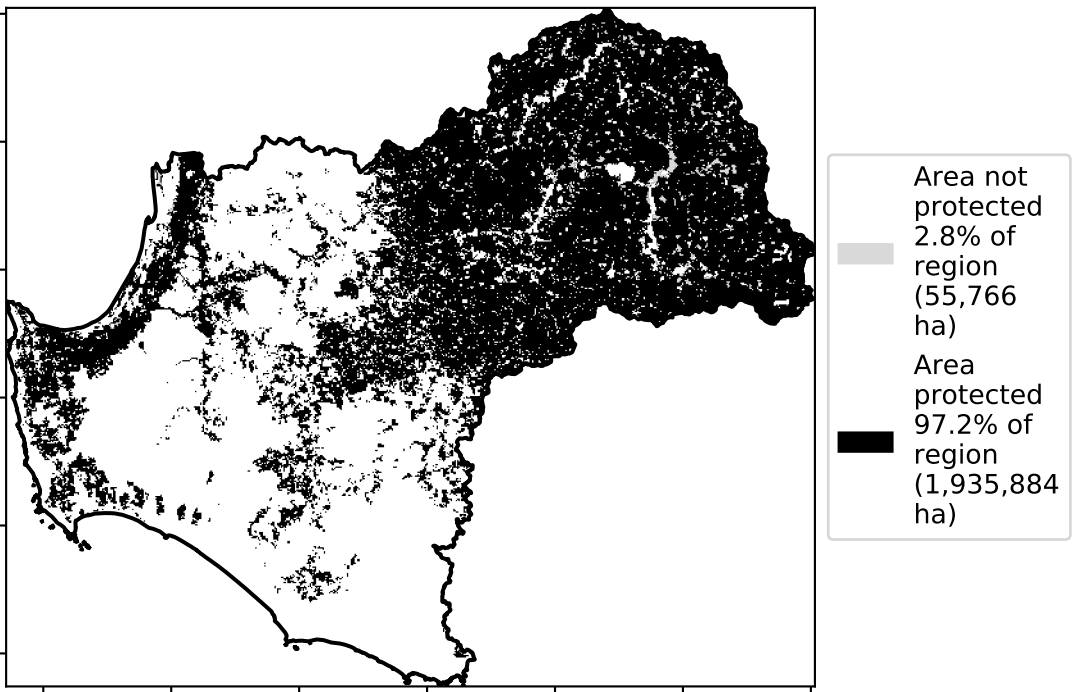 Area not
protected
2.8% of
region
(55,766
ha)
Area
protected
97.2% of
region
(1,935,884
ha)